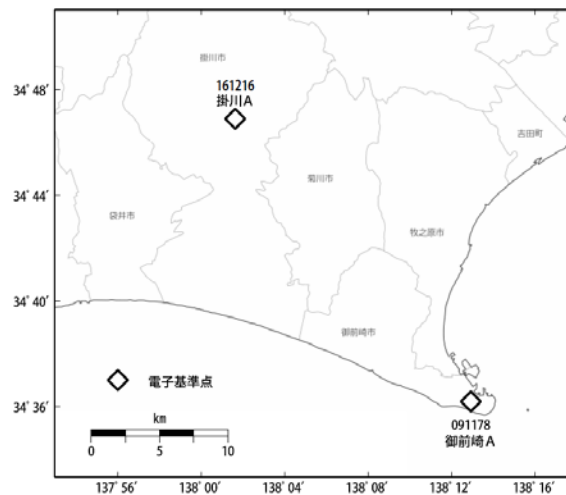 34° 48'
34° 44'
34° 40'
34° 36'
掛川市
161216
掛川A
袋井市
菊川市
牧之原市
吉田町
御前崎市
電子基準点
km
0 5 10
091178
御前崎A
137° 56' 138° 00' 138° 04' 138° 08' 138° 12' 138° 16'